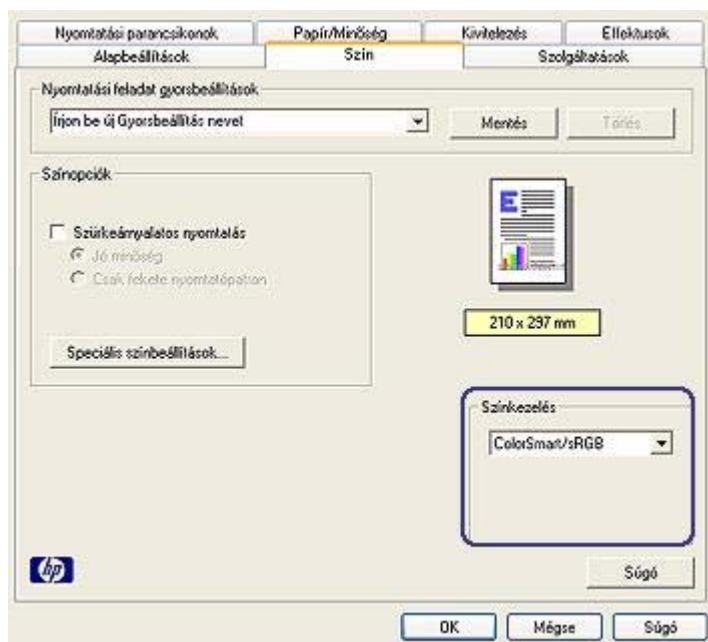 Nyomtatási parancsikonok Papír/Minőség Kivitelezés Effektusok
Alapbeállítások Szín Szolgáltatások
Nyomtatási feladat gyorsbeállítások
Írjon be új Gyorsbeállítás nevet Mentés Törlés
Színopciók
Szürkeárnyalatos nyomtatás
Jó minőség
Csak fekete nyomtatópatron
210 x 297 mm
Speciális színbeállítások...
Színkezelés
ColorSmart/sRGB
hp Súgó
OK Mégse Súgó